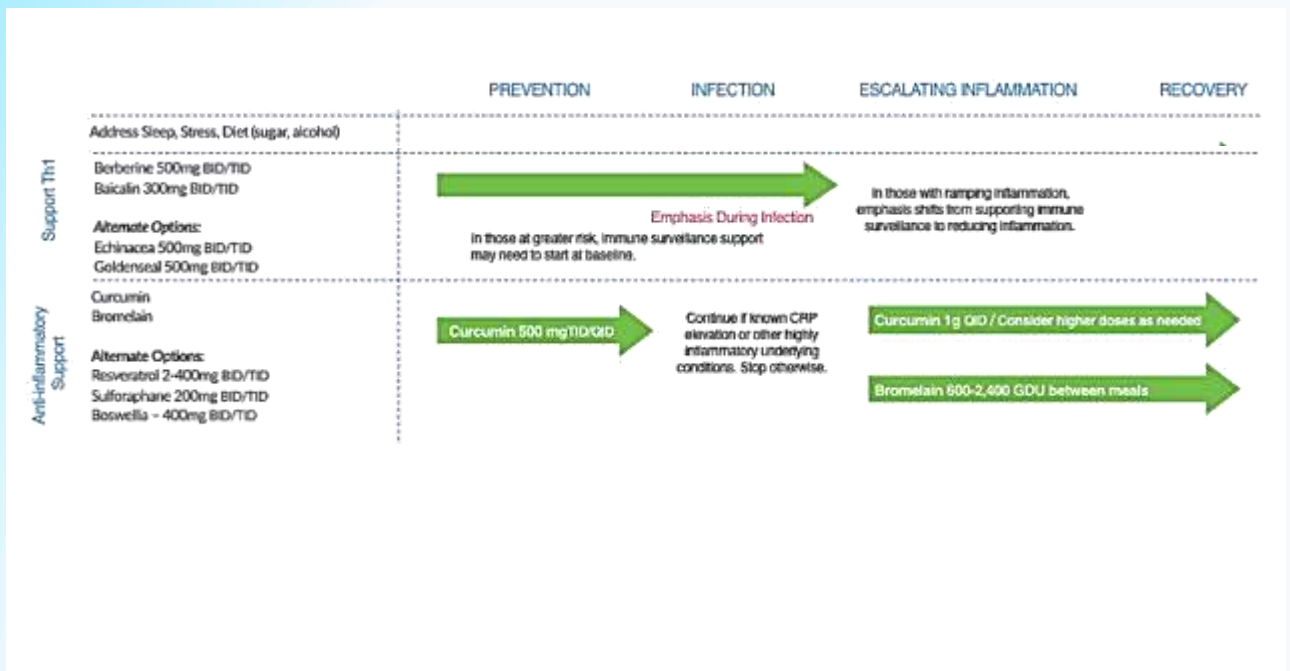 PREVENTION INFECTION ESCALATING INFLAMMATION RECOVERY
Address Sleep, Stress, Diet (sugar, alcohol)
Support Th1
Berberine 500mg BID/TID
Baicalin 300mg BID/TID
Alternate Options:
Echinacea 500mg BID/TID
Goldenseal 500mg BID/TID
Emphasis During Infection
In those at greater risk, immune surveillance support
may need to start at baseline.
In those with ramping inflammation,
emphasis shifts from supporting immune
surveillance to reducing inflammation.
Anti-inflammatory
Support
Curcumin
Bromelain
Alternate Options:
Resveratrol 2-400mg BID/TID
Sulforaphane 200mg BID/TID
Boswellia – 400mg BID/TID
Curcumin 500 mgTID/QID
Continue if known CRP
elevation or other highly
inflammatory underlying
conditions. Stop otherwise.
Curcumin 1g QID / Consider higher doses as needed
Bromelain 600-2,400 GDU between meals